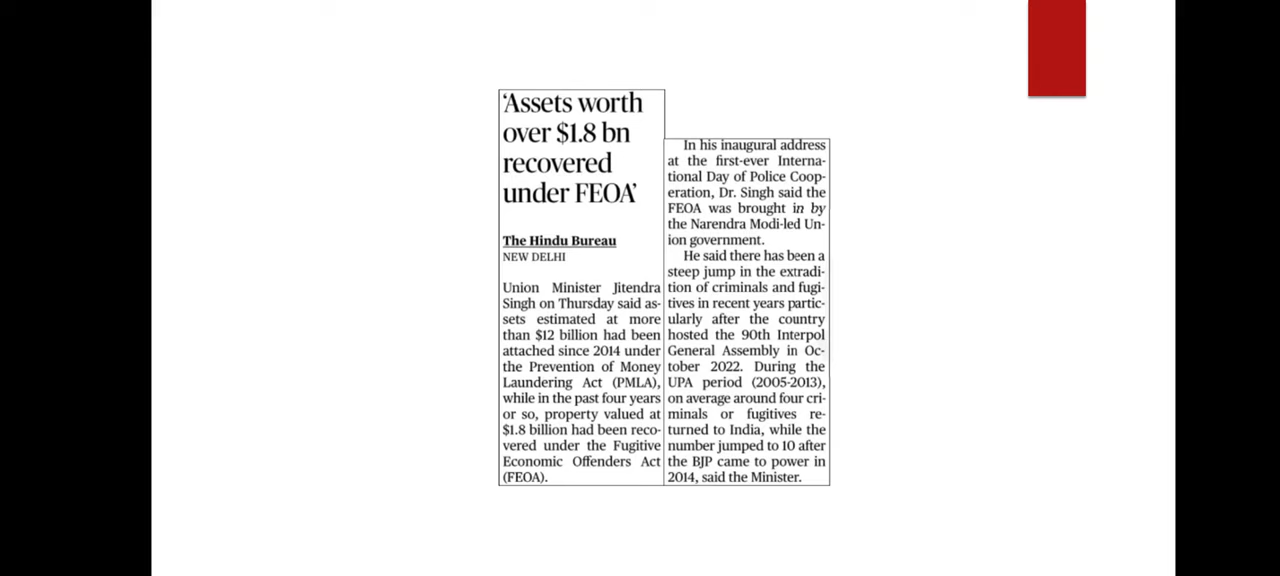 ‘Assets worth
over $1.8 bn
recovered
under FEOA’
The Hindu Bureau
NEW DELHI
Union Minister Jitendra
Singh on Thursday said as-
sets estimated at more
than $12 billion had been
attached since 2014 under
the Prevention of Money
Laundering Act (PMLA),
while in the past four years
or so, property valued at
$1.8 billion had been reco-
vered under the Fugitive
Economic Offenders Act
(FEOA).
In his inaugural address
at the first-ever Interna-
tional Day of Police Coop-
eration, Dr. Singh said the
FEOA was brought in by
the Narendra Modi-led Un-
ion government.
He said there has been a
steep jump in the extradi-
tion of criminals and fugi-
tives in recent years partic-
ularly after the country
hosted the 90th Interpol
General Assembly in Oc-
tober 2022. During the
UPA period (2005-2013),
on average around four cri-
minals or fugitives re-
turned to India, while the
number jumped to 10 after
the BJP came to power in
2014, said the Minister.